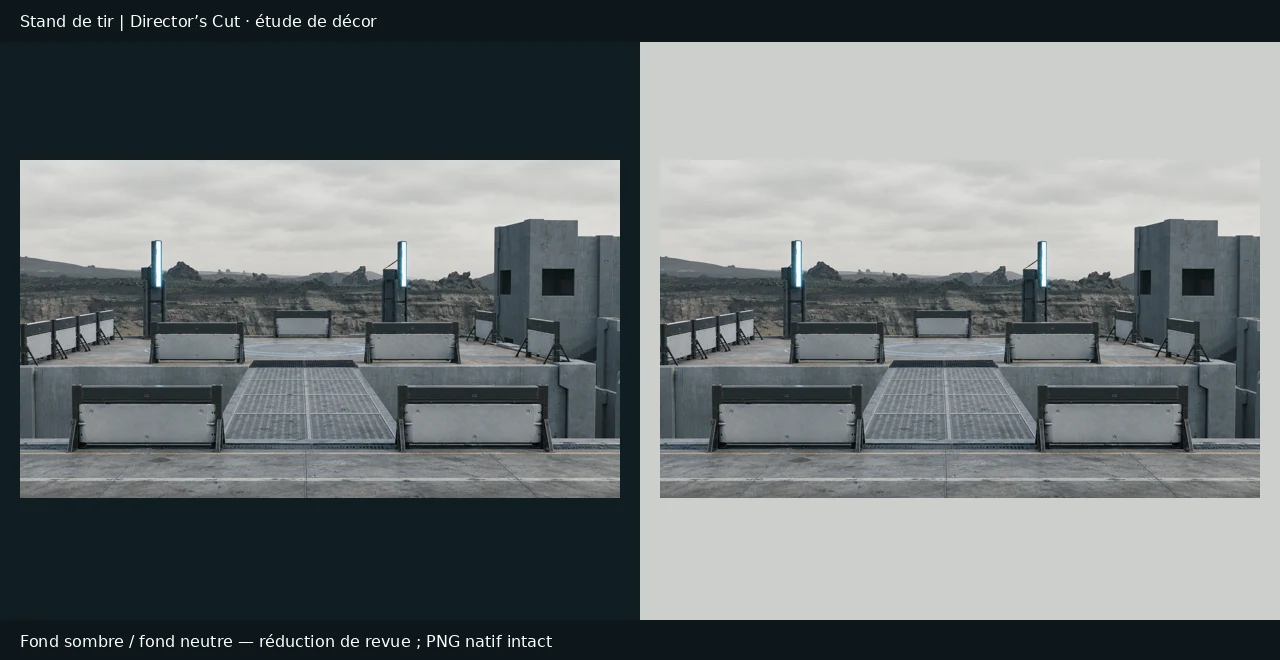 Stand de tir | Director’s Cut · étude de décor
Fond sombre / fond neutre — réduction de revue ; PNG natif intact